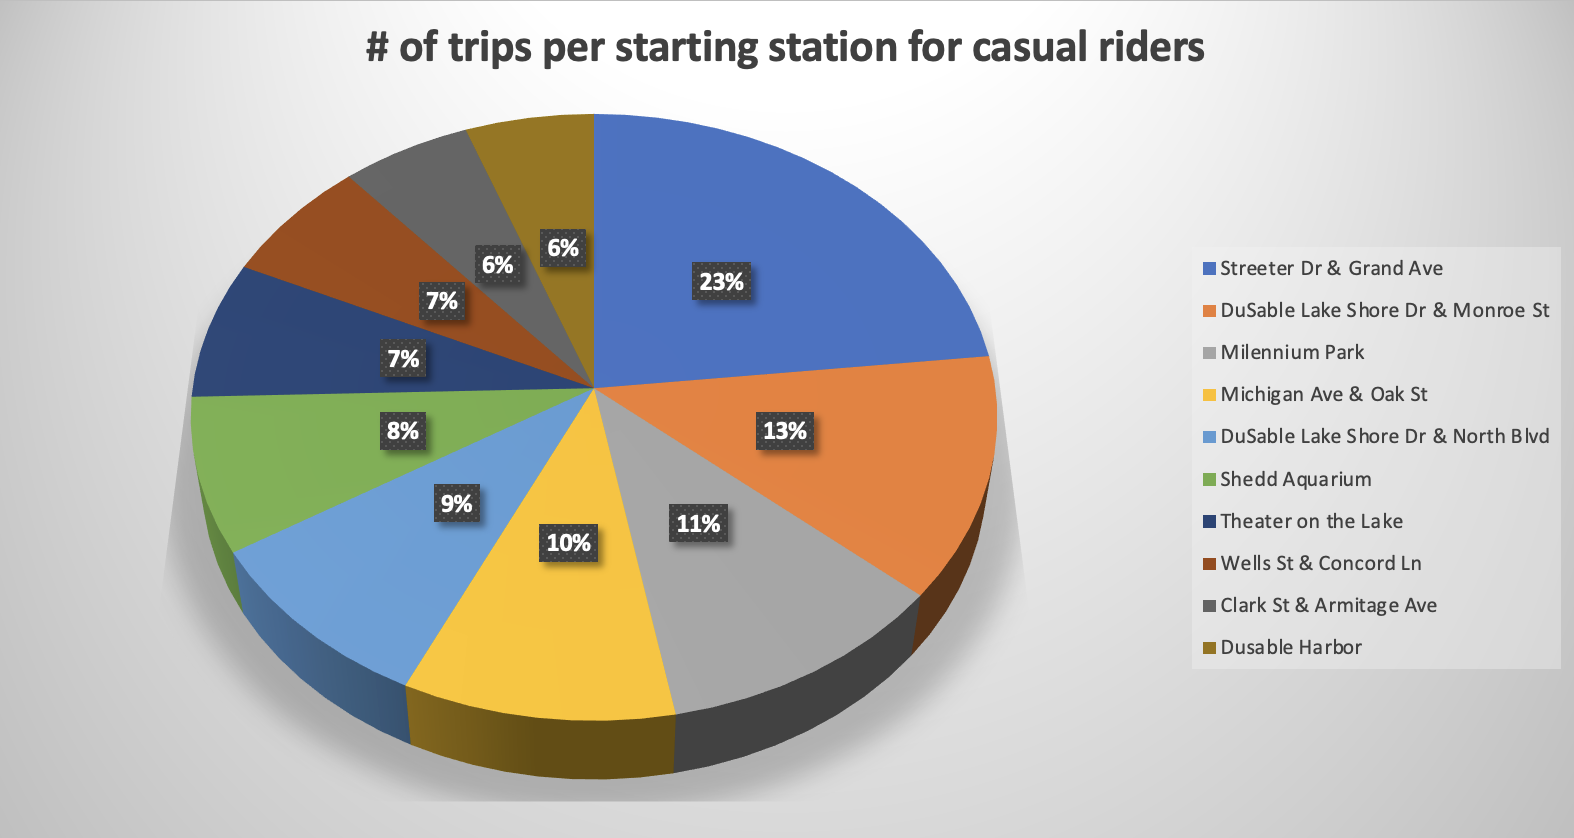 # of trips per starting station for casual riders
6%
6%
23%
7%
7%
8%
13%
9%
11%
10%
Streeter Dr & Grand Ave
DuSable Lake Shore Dr & Monroe St
Milennium Park
Michigan Ave & Oak St
DuSable Lake Shore Dr & North Blvd
Shedd Aquarium
Theater on the Lake
Wells St & Concord Ln
Clark St & Armitage Ave
Dusable Harbor